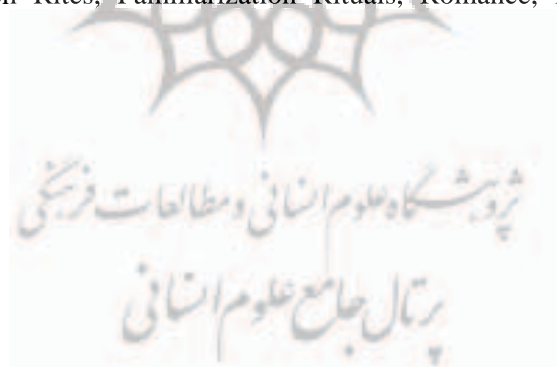 Rites, Familiarization Rituals, Romance,
پژوهشگاه علوم انسانی و مطالعات فرهنگی
پرتال جامع علوم انسانی